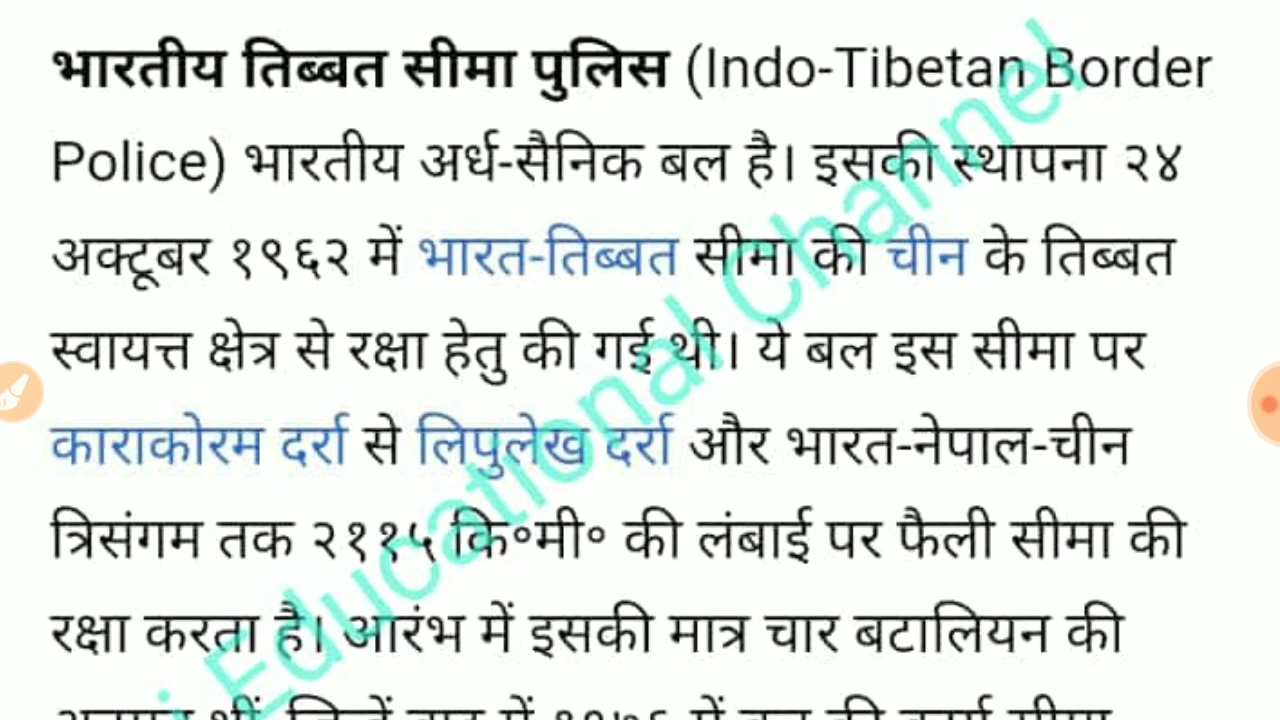 भारतीय तिब्बत सीमा पुलिस (Indo-Tibetan Border
Police) भारतीय अर्ध-सैनिक बल है। इसकी स्थापना २४
अक्टूबर १९६२ में भारत-तिब्बत सीमा की चीन के तिब्बत
स्वायत्त क्षेत्र से रक्षा हेतु की गई थी। ये बल इस सीमा पर
काराकोरम दर्रा से लिपुलेख दर्रा और भारत-नेपाल-चीन
त्रिसंगम तक २११५ कि॰मी॰ की लंबाई पर फैली सीमा की
रक्षा करता है। आरंभ में इसकी मात्र चार बटालियन की
Educational Channel